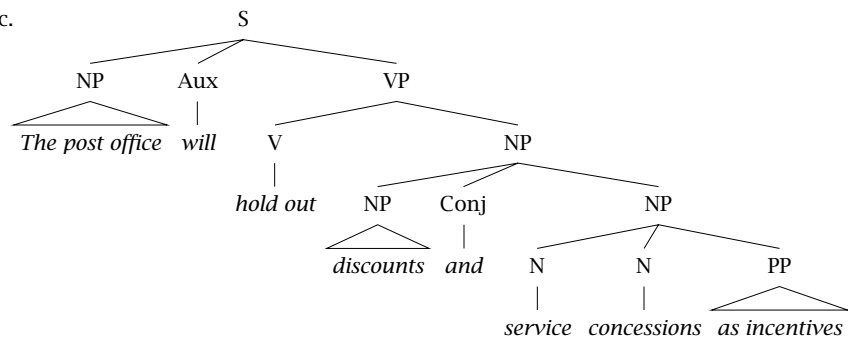 c. S
NP Aux VP
The post office will V NP
hold out NP Conj NP
discounts and N N PP
service concessions as incentives